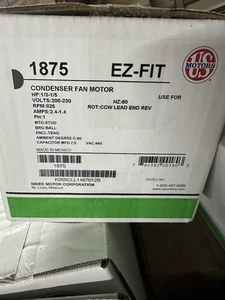 1875 EZ-FIT
US
MOTORS
CONDENSER FAN MOTOR
HP:1/3-1/5 HZ:60 USE FOR
VOLTS:208-230 ROT:CCW LEAD END REV
RPM:825
AMPS:2.4-1.4
PH:1
MTG:STUD
BRG:BALL
ENCL:TEAO
AMBIENT DEGREE C:60
CAPACITOR MFD:7.5 VAC:440
MADE IN MEXICO
1875
K055CLL1487012B
NIDEC MOTOR CORPORATION
St. Louis, Missouri
DATE CODE: